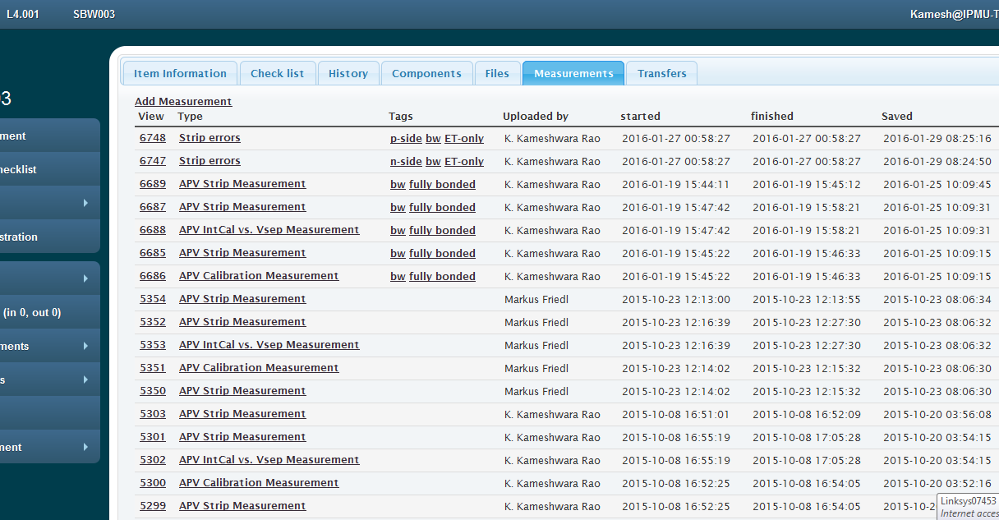 L4.001 SBW003 Kamesh@IPMU-T
03
Item Information Check list History Components Files Measurements Transfers
ment
hecklist
stration
(in 0, out 0)
ments
s
ment
Add Measurement
View Type Tags Uploaded by started finished Saved
6748 Strip errors p-side bw ET-only K. Kameshwara Rao 2016-01-27 00:58:27 2016-01-27 00:58:27 2016-01-29 08:25:16
6747 Strip errors n-side bw ET-only K. Kameshwara Rao 2016-01-27 00:58:27 2016-01-27 00:58:27 2016-01-29 08:24:50
6689 APV Strip Measurement bw fully bonded K. Kameshwara Rao 2016-01-19 15:44:11 2016-01-19 15:45:12 2016-01-25 10:09:45
6687 APV Strip Measurement bw fully bonded K. Kameshwara Rao 2016-01-19 15:47:42 2016-01-19 15:58:21 2016-01-25 10:09:31
6688 APV IntCal vs. Vsep Measurement bw fully bonded K. Kameshwara Rao 2016-01-19 15:47:42 2016-01-19 15:58:21 2016-01-25 10:09:31
6685 APV Strip Measurement bw fully bonded K. Kameshwara Rao 2016-01-19 15:45:22 2016-01-19 15:46:33 2016-01-25 10:09:15
6686 APV Calibration Measurement bw fully bonded K. Kameshwara Rao 2016-01-19 15:45:22 2016-01-19 15:46:33 2016-01-25 10:09:15
5354 APV Strip Measurement Markus Friedl 2015-10-23 12:13:00 2015-10-23 12:13:55 2015-10-23 08:06:34
5352 APV Strip Measurement Markus Friedl 2015-10-23 12:16:39 2015-10-23 12:27:30 2015-10-23 08:06:32
5353 APV IntCal vs. Vsep Measurement Markus Friedl 2015-10-23 12:16:39 2015-10-23 12:27:30 2015-10-23 08:06:32
5351 APV Calibration Measurement Markus Friedl 2015-10-23 12:14:02 2015-10-23 12:15:32 2015-10-23 08:06:30
5350 APV Strip Measurement Markus Friedl 2015-10-23 12:14:02 2015-10-23 12:15:32 2015-10-23 08:06:30
5303 APV Strip Measurement K. Kameshwara Rao 2015-10-08 16:51:01 2015-10-08 16:52:09 2015-10-20 03:56:08
5301 APV Strip Measurement K. Kameshwara Rao 2015-10-08 16:55:19 2015-10-08 17:05:28 2015-10-20 03:54:15
5302 APV IntCal vs. Vsep Measurement K. Kameshwara Rao 2015-10-08 16:55:19 2015-10-08 17:05:28 2015-10-20 03:54:15
5300 APV Calibration Measurement K. Kameshwara Rao 2015-10-08 16:52:25 2015-10-08 16:54:05 2015-10-20 03:52:16
5299 APV Strip Measurement K. Kameshwara Rao 2015-10-08 16:52:25 2015-10-08 16:54:05 2015-10-2
Linksys07453
Internet acces